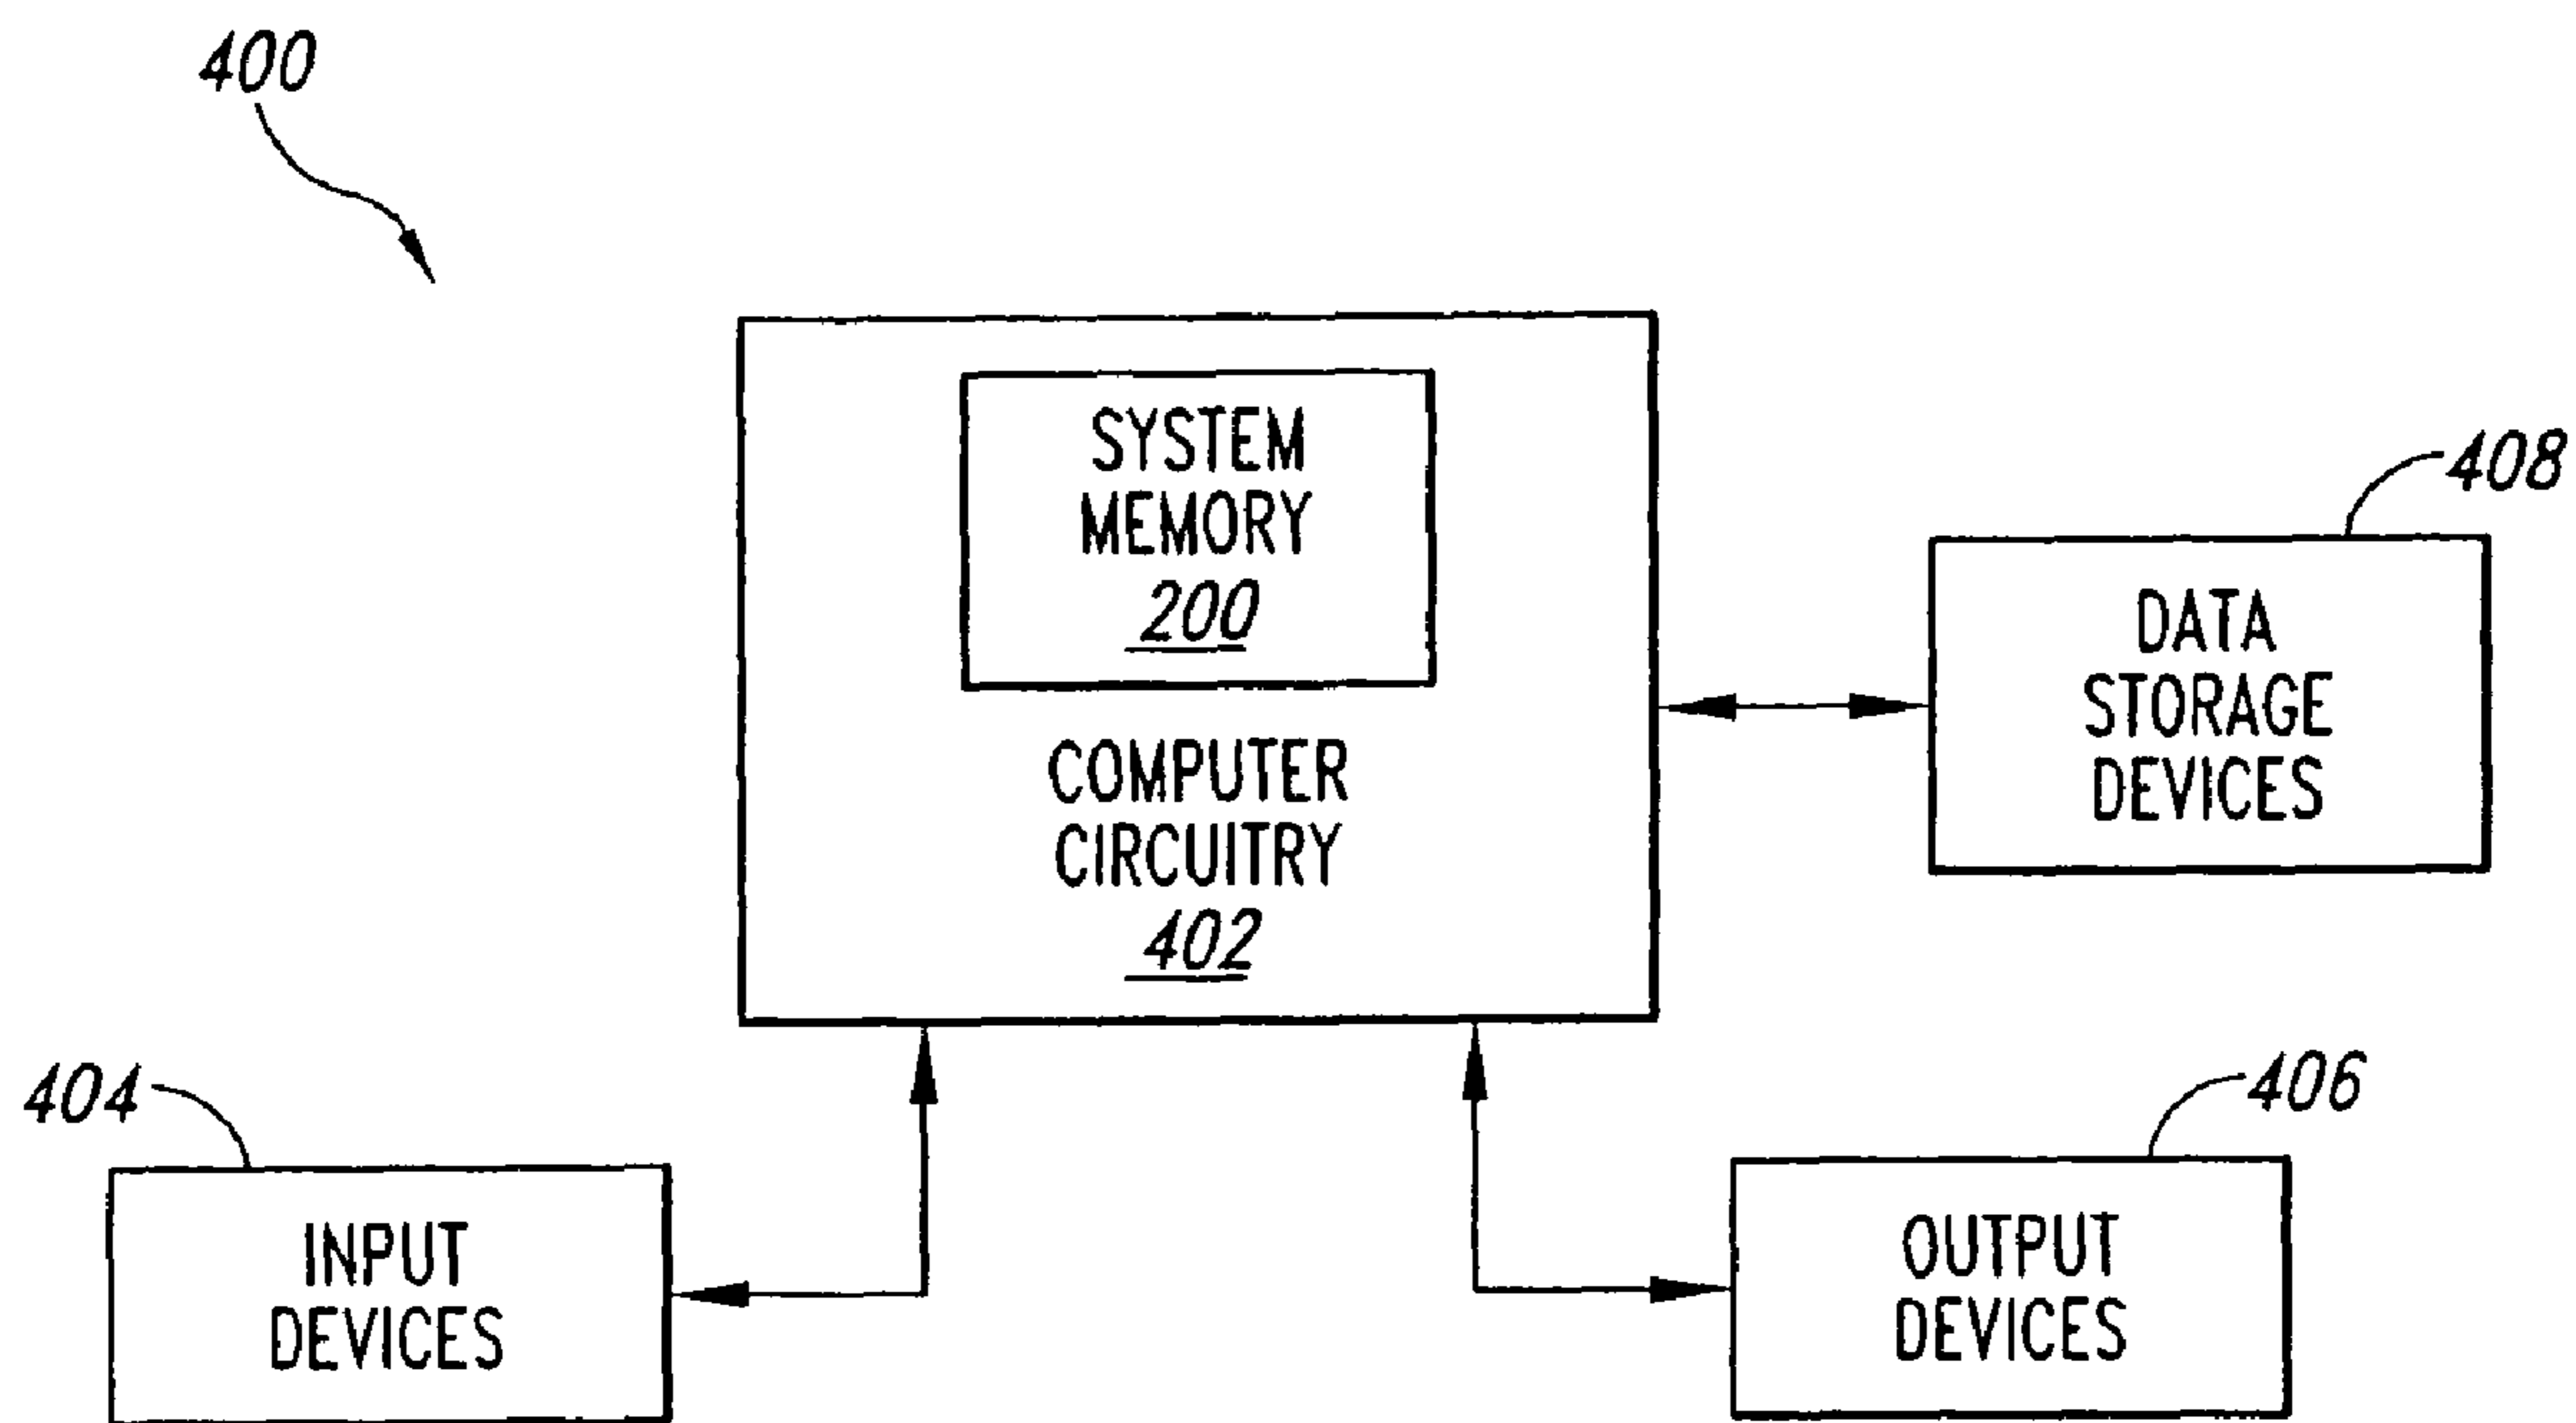 400
SYSTEM
MEMORY
200
COMPUTER
CIRCUITRY
402
408
DATA
STORAGE
DEVICES
404
INPUT
DEVICES
406
OUTPUT
DEVICES